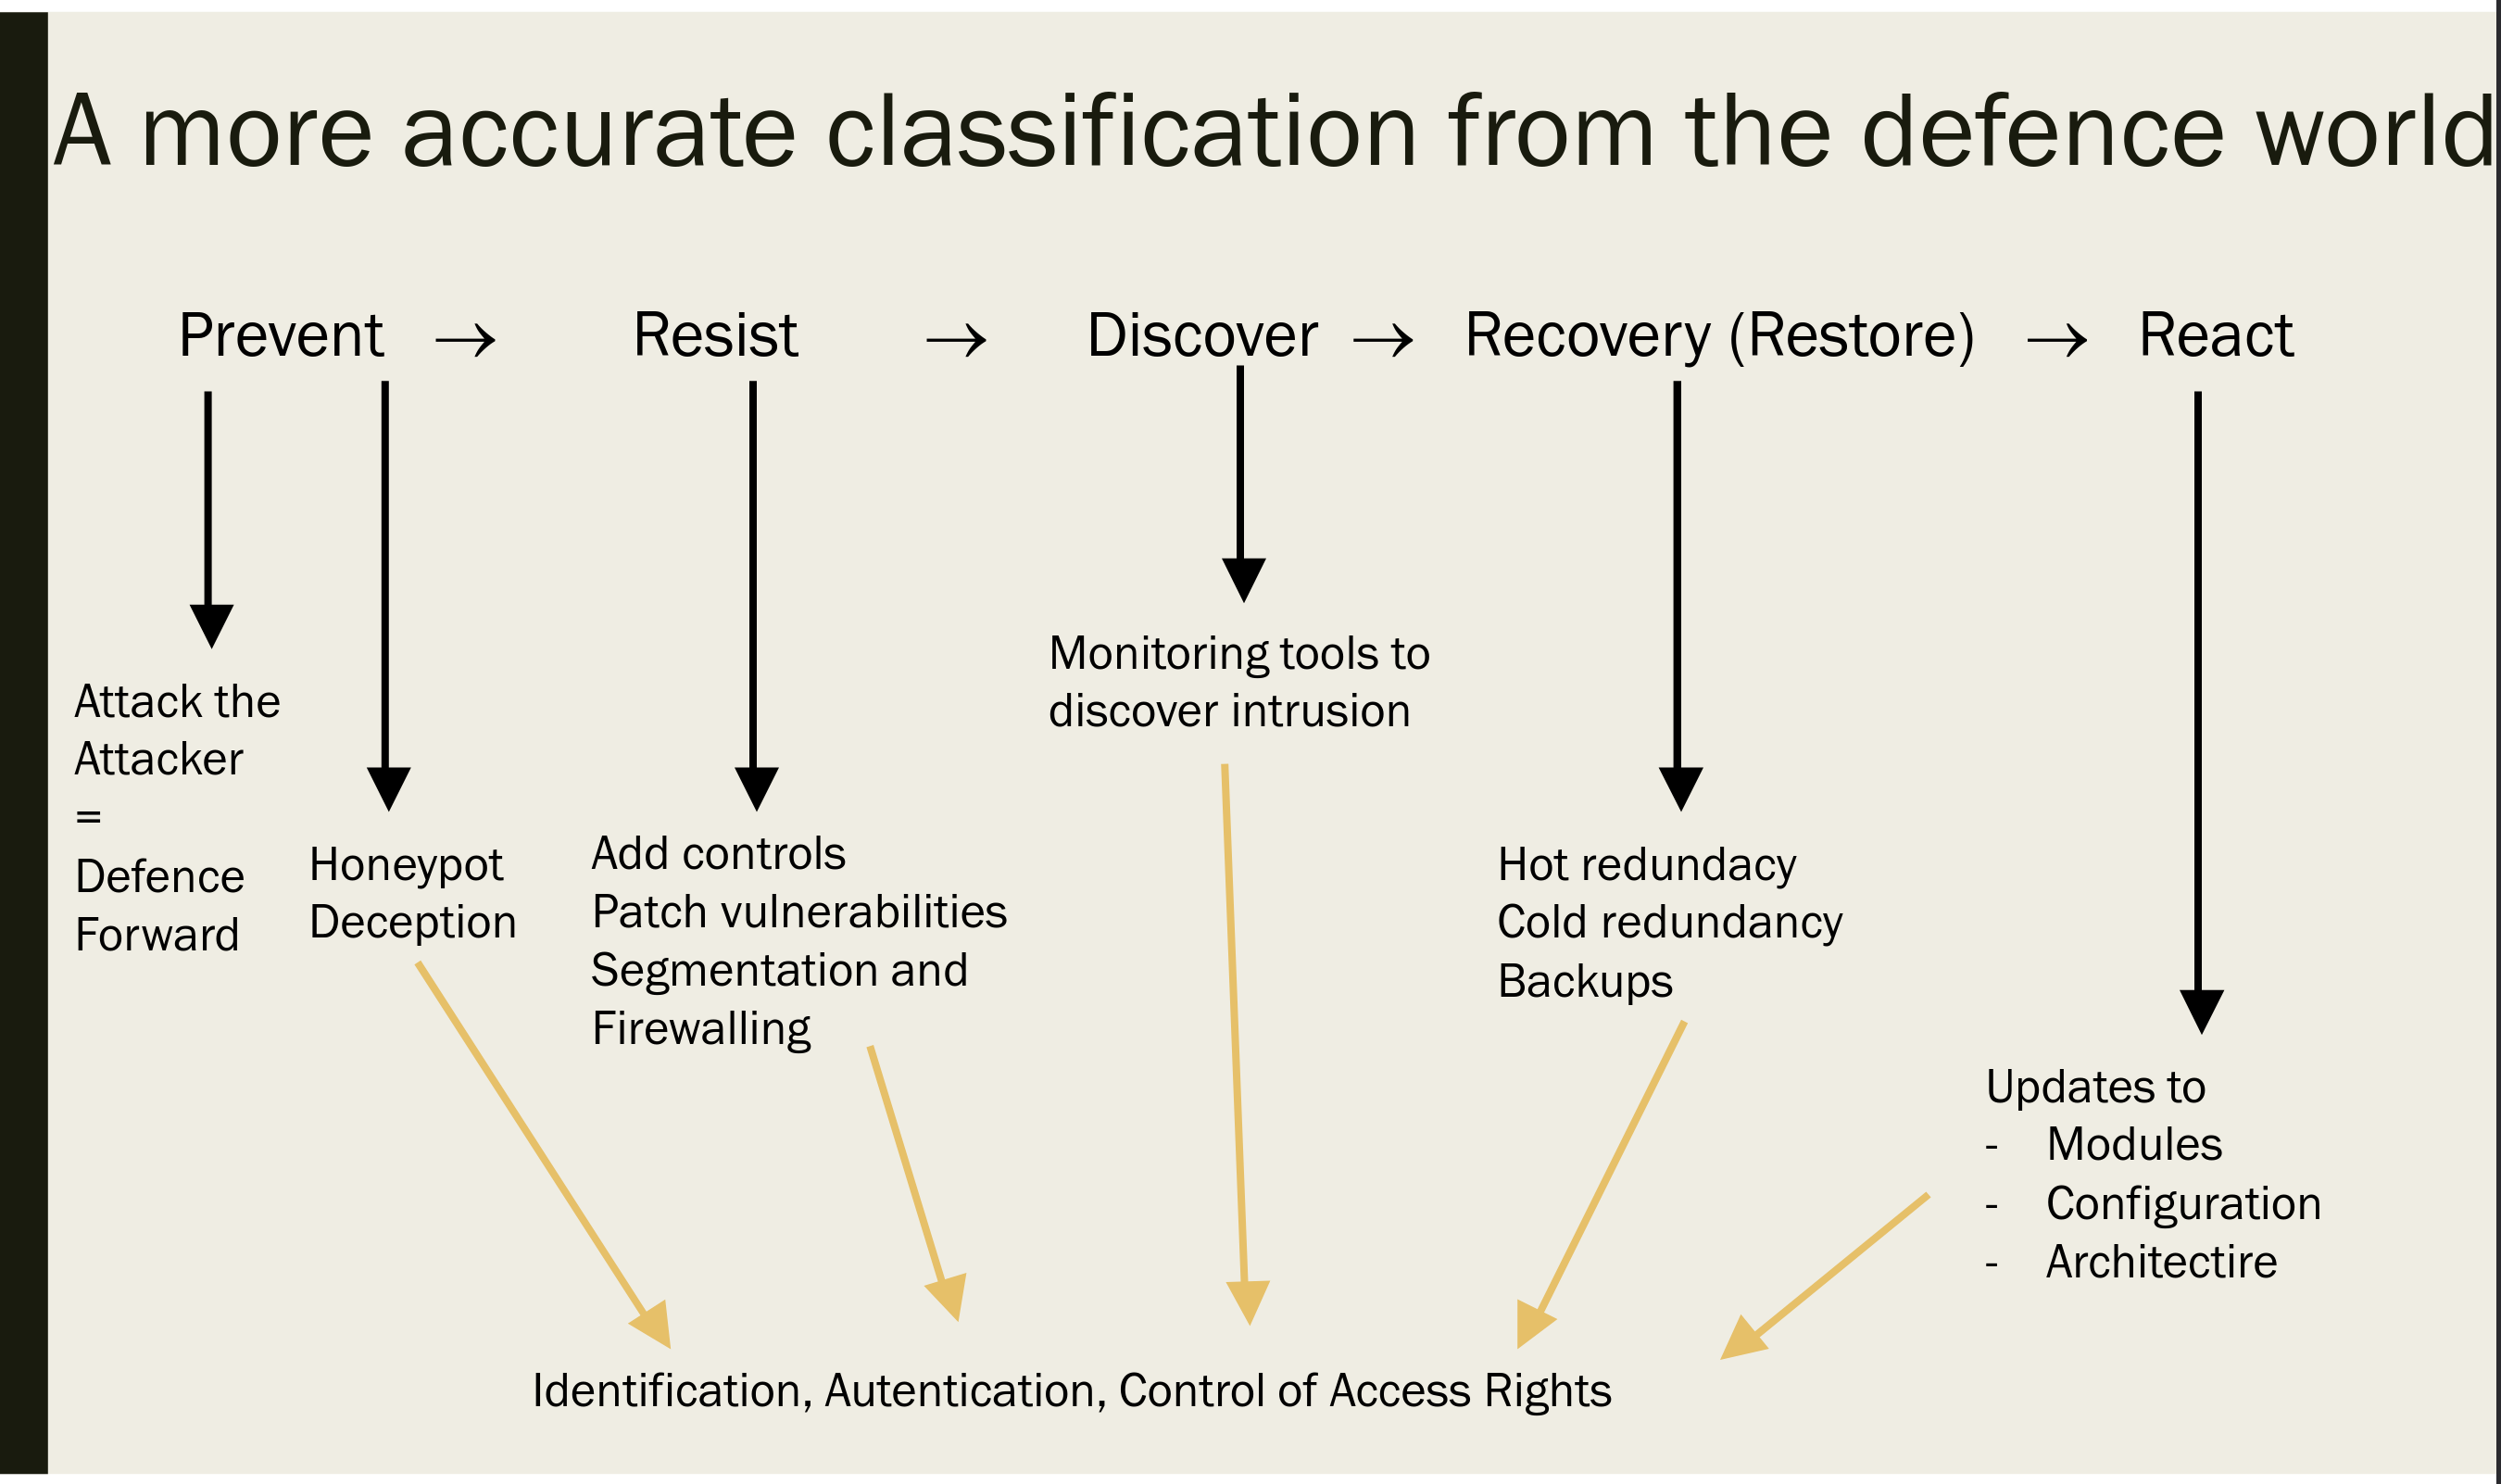 A more accurate classification from the defence world
Prevent → Resist → Discover → Recovery (Restore) → React
Attack the
Attacker
=
Defence
Forward
Honeypot
Deception
Add controls
Patch vulnerabilities
Segmentation and
Firewalling
Monitoring tools to
discover intrusion
Hot redundacy
Cold redundancy
Backups
Updates to
- Modules
- Configuration
- Architectire
Identification, Autentication, Control of Access Rights